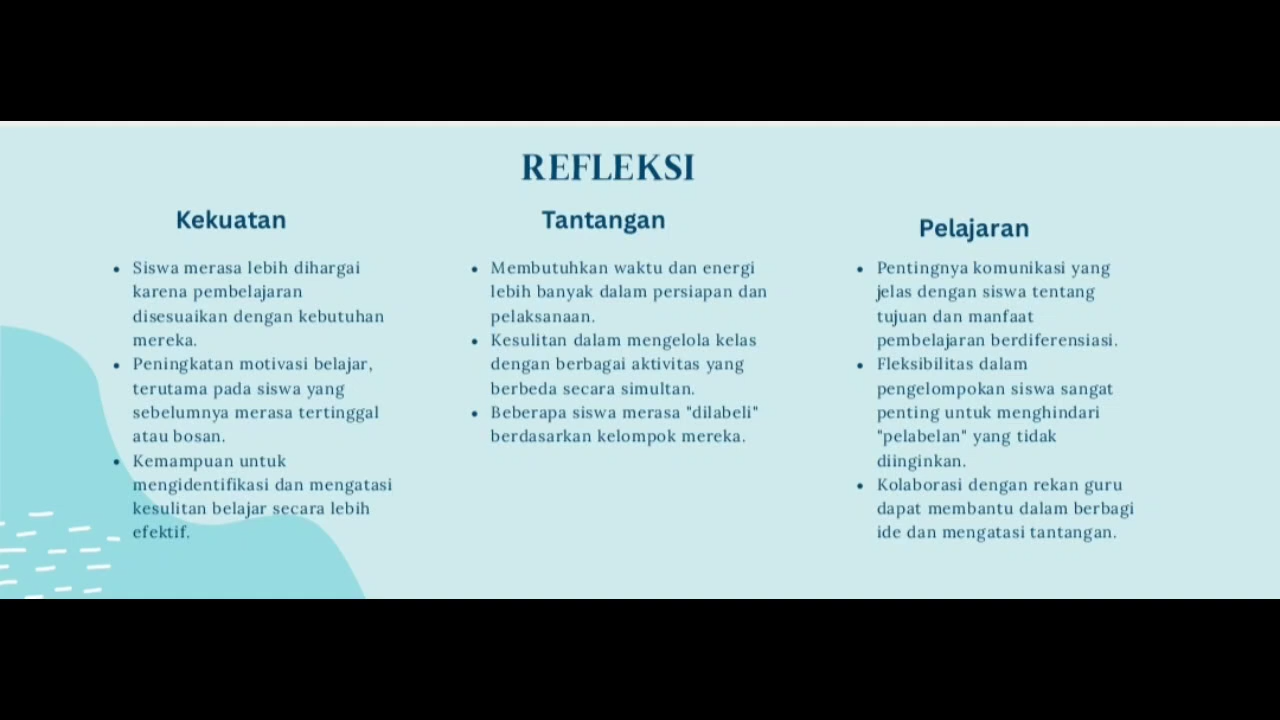 REFLEKSI
Kekuatan
• Siswa merasa lebih dihargai
karena pembelajaran
disesuaikan dengan kebutuhan
mereka.
• Peningkatan motivasi belajar,
terutama pada siswa yang
sebelumnya merasa tertinggal
atau bosan.
• Kemampuan untuk
mengidentifikasi dan mengatasi
kesulitan belajar secara lebih
efektif.
Tantangan
• Membutuhkan waktu dan energi
lebih banyak dalam persiapan dan
pelaksanaan.
• Kesulitan dalam mengelola kelas
dengan berbagai aktivitas yang
berbeda secara simultan.
• Beberapa siswa merasa "dilabeli"
berdasarkan kelompok mereka.
Pelajaran
• Pentingnya komunikasi yang
jelas dengan siswa tentang
tujuan dan manfaat
pembelajaran berdiferensiasi.
• Fleksibilitas dalam
pengelompokan siswa sangat
penting untuk menghindari
"pelabelan" yang tidak
diinginkan.
• Kolaborasi dengan rekan guru
dapat membantu dalam berbagi
ide dan mengatasi tantangan.